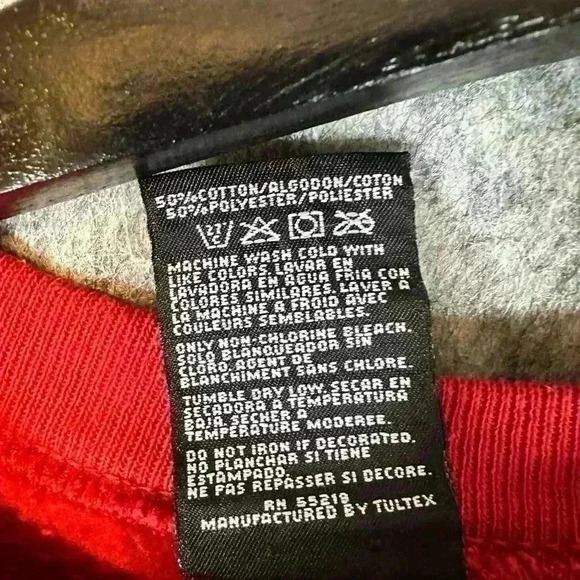 50%COTTON/ALGODON/COTON
50%POLYESTER/POLIESTER
MACHINE WASH COLD WITH
LIKE COLORS. LAVAR EN
LAVADORA EN AGUA FRIA CON
COLORES SIMILARES. LAVER A
LA MACHINE A FROID AVEC
COULEURS SEMBLABLES.
ONLY NON-CHLORINE BLEACH.
SOLO BLANQUEADOR SIN
CLORO. AGENT DE
BLANCHIMENT SANS CHLORE.
TUMBLE DRY LOW. SECAR EN
SECADORA A TEMPERATURA
BAJA. SECHER A
TEMPERATURE MODEREE.
DO NOT IRON IF DECORATED.
NO PLANCHAR SI TIENE
ESTAMPADO.
NE PAS REPASSER SI DECORE.
RN 55219
MANUFACTURED BY TULTEX